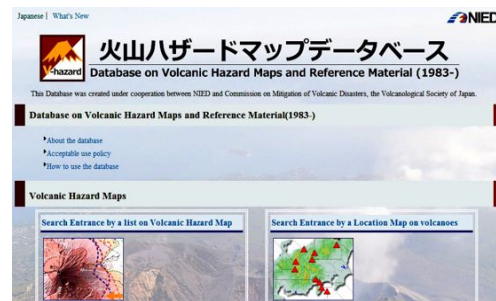 Japanese | What's New
NIED
火山ハザードマップデータベース
V-hazard
Database on Volcanic Hazard Maps and Reference Material (1983-)
This Database was created under cooperation between NIED and Commission on Mitigation of Volcanic Disasters, the Volcanological Society of Japan.
Database on Volcanic Hazard Maps and Reference Material(1983-)
About the database
Acceptable use policy
How to use the database
Volcanic Hazard Maps
Search Entrance by a list on Volcanic Hazard Map
Search Entrance by a Location Map on volcanoes